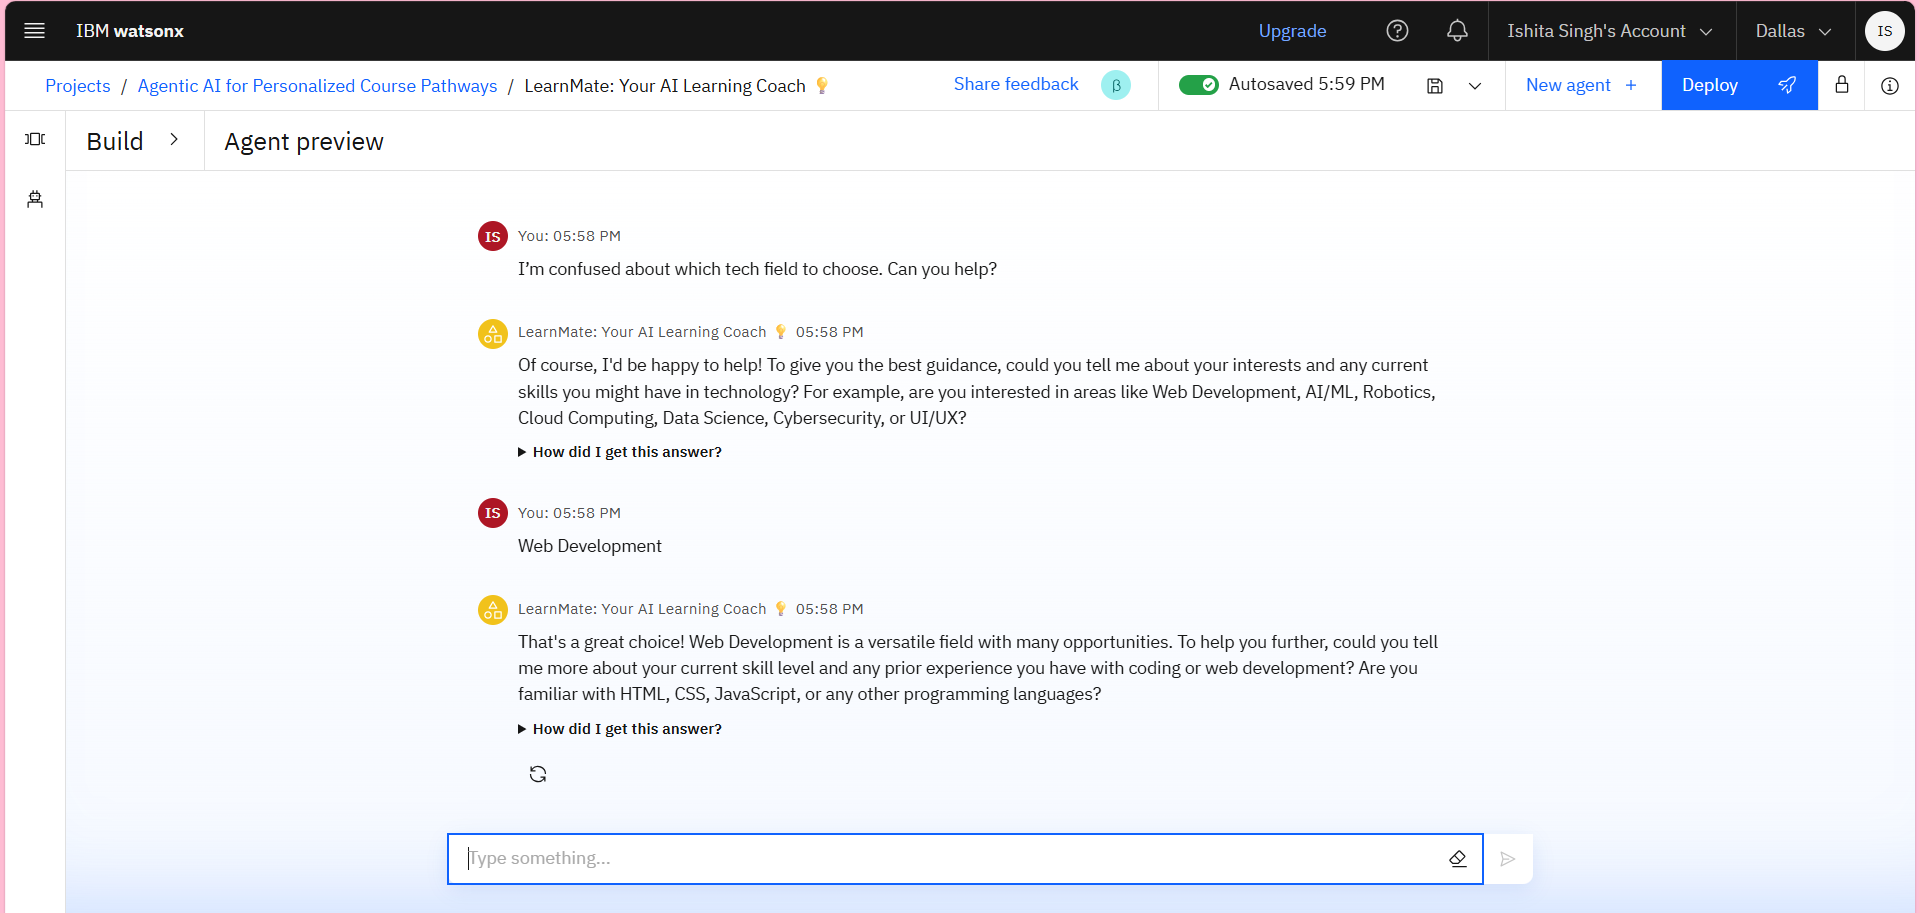 IBM watsonx
Upgrade
Ishita Singh's Account
Dallas
IS
Projects / Agentic AI for Personalized Course Pathways / LearnMate: Your AI Learning Coach 💡
Share feedback
β
Autosaved 5:59 PM
New agent +
Deploy
Build
Agent preview
IS
You: 05:58 PM
I’m confused about which tech field to choose. Can you help?
LearnMate: Your AI Learning Coach 💡 05:58 PM
Of course, I'd be happy to help! To give you the best guidance, could you tell me about your interests and any current
skills you might have in technology? For example, are you interested in areas like Web Development, AI/ML, Robotics,
Cloud Computing, Data Science, Cybersecurity, or UI/UX?
How did I get this answer?
IS
You: 05:58 PM
Web Development
LearnMate: Your AI Learning Coach 💡 05:58 PM
That's a great choice! Web Development is a versatile field with many opportunities. To help you further, could you tell
me more about your current skill level and any prior experience you have with coding or web development? Are you
familiar with HTML, CSS, JavaScript, or any other programming languages?
How did I get this answer?
Type something...